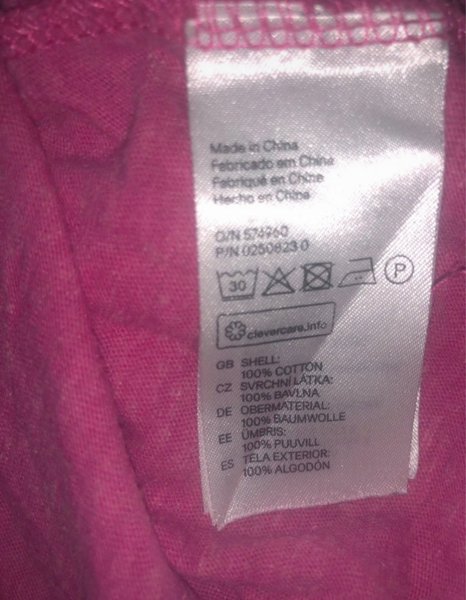 Made in China
Fabricado em China
Fabriqué en Chine
Hecho en China
O/N 574960
P/N 0250823 0
30 P
clevercare.info
GB SHELL:
100% COTTON
CZ SVRCHNÍ LÁTKA:
100% BAVLNA
DE OBERMATERIAL:
100% BAUMWOLLE
EE ÜMBRIS:
100% PUUVILL
ES TELA EXTERIOR:
100% ALGODÓN